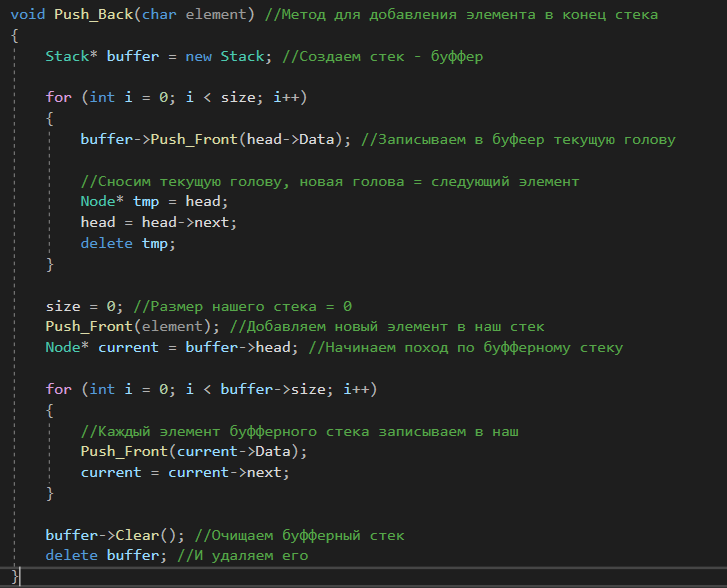 void Push_Back(char element) //Метод для добавления элемента в конец стека
{
Stack* buffer = new Stack; //Создаем стек - буффер
for (int i = 0; i < size; i++)
{
buffer->Push_Front(head->Data); //Записываем в буфеер текущую голову
//Сносим текущую голову, новая голова = следующий элемент
Node* tmp = head;
head = head->next;
delete tmp;
}
size = 0; //Размер нашего стека = 0
Push_Front(element); //Добавляем новый элемент в наш стек
Node* current = buffer->head; //Начинаем поход по буфферному стеку
for (int i = 0; i < buffer->size; i++)
{
//Каждый элемент буфферного стека записываем в наш
Push_Front(current->Data);
current = current->next;
}
buffer->Clear(); //Очищаем буфферный стек
delete buffer; //И удаляем его
}